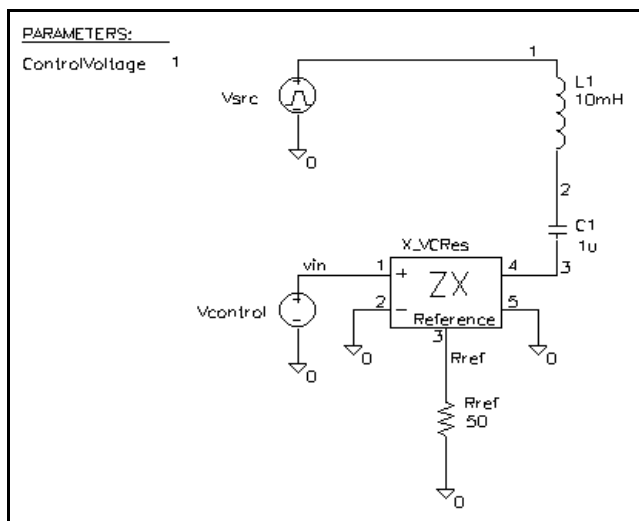 PARAMETERS:
ControlVoltage 1
1
Vsrc
L1
10mH
0
2
C1
1u
X_VCRes
3
vin
1
+
ZX
4
Vcontrol
2
-
5
Reference
3
0
0
Rref
0
Rref
50
0